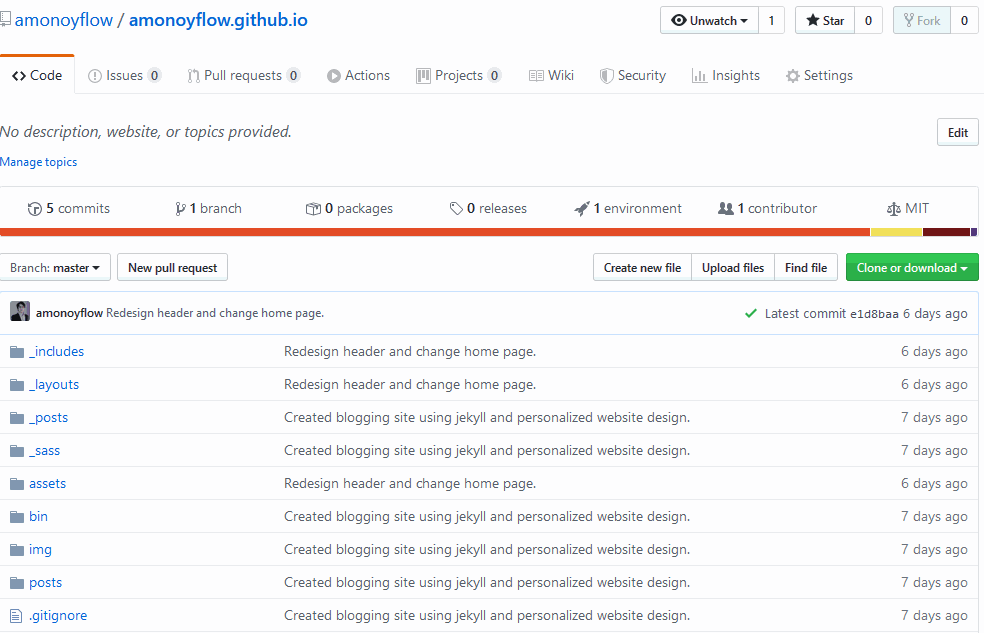 amonoyflow / amonoyflow.github.io Unwatch 1 Star 0 Fork 0
Code Issues 0 Pull requests 0 Actions Projects 0 Wiki Security Insights Settings
No description, website, or topics provided. Edit
Manage topics
5 commits 1 branch 0 packages 0 releases 1 environment 1 contributor MIT
Branch: master New pull request Create new file Upload files Find file Clone or download
amonoyflow Redesign header and change home page. Latest commit e1d8baa 6 days ago
_includes Redesign header and change home page. 6 days ago
_layouts Redesign header and change home page. 6 days ago
_posts Created blogging site using jekyll and personalized website design. 7 days ago
_sass Created blogging site using jekyll and personalized website design. 7 days ago
assets Redesign header and change home page. 6 days ago
bin Created blogging site using jekyll and personalized website design. 7 days ago
img Created blogging site using jekyll and personalized website design. 7 days ago
posts Created blogging site using jekyll and personalized website design. 7 days ago
.gitignore Created blogging site using jekyll and personalized website design. 7 days ago